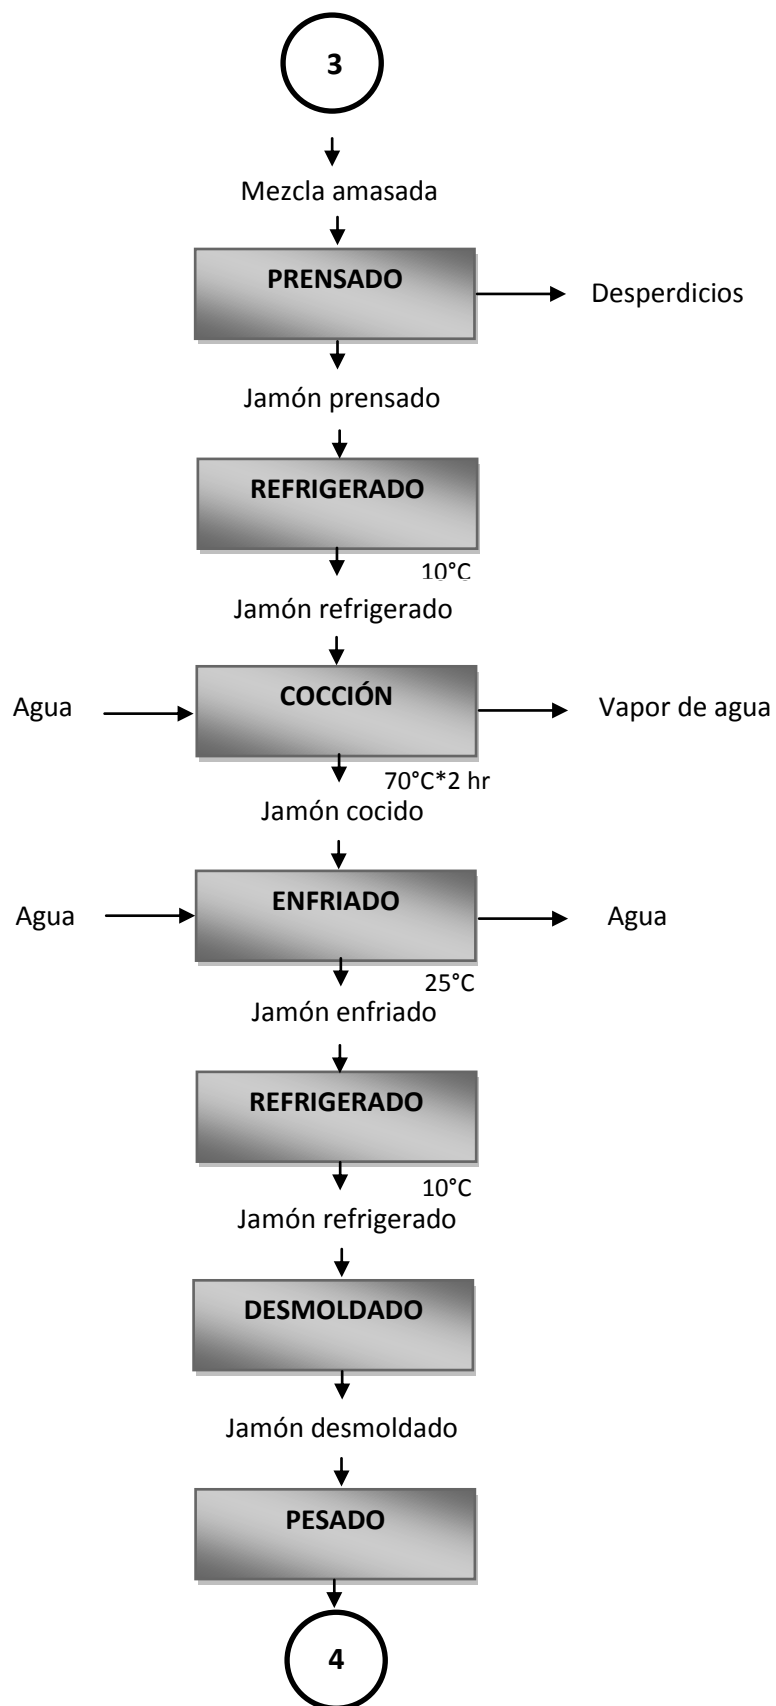 3
Mezcla amasada
PRENSADO
Desperdicios
Jamón prensado
REFRIGERADO
10°C
Jamón refrigerado
Agua
COCCIÓN
Vapor de agua
70°C*2 hr
Jamón cocido
Agua
ENFRIADO
Agua
25°C
Jamón enfriado
REFRIGERADO
10°C
Jamón refrigerado
DESMOLDADO
Jamón desmoldado
PESADO
4